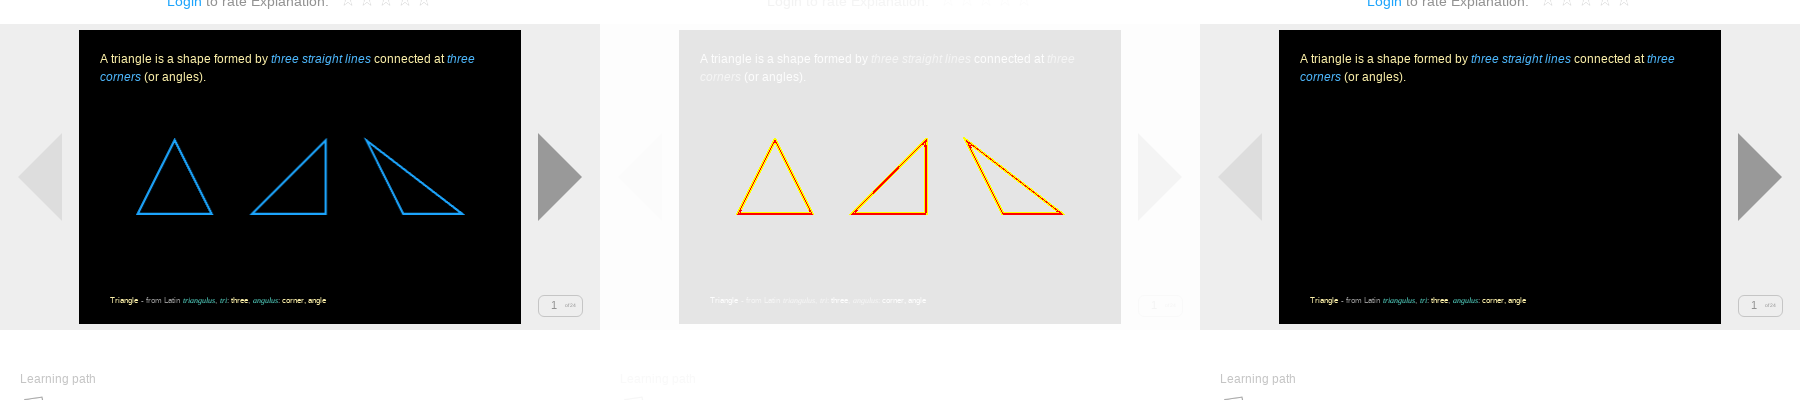 Login to rate Explanation:
A triangle is a shape formed by three straight lines connected at three
corners (or angles).
Triangle - from Latin triangulus, tri: three, angulus: corner, angle
1
Learning path
Login to rate Explanation:
A triangle is a shape formed by three straight lines connected at three
corners (or angles).
Triangle - from Latin triangulus, tri: three, angulus: corner, angle
1
Learning path
Login to rate Explanation:
A triangle is a shape formed by three straight lines connected at three
corners (or angles).
Triangle - from Latin triangulus, tri: three, angulus: corner, angle
1
Learning path